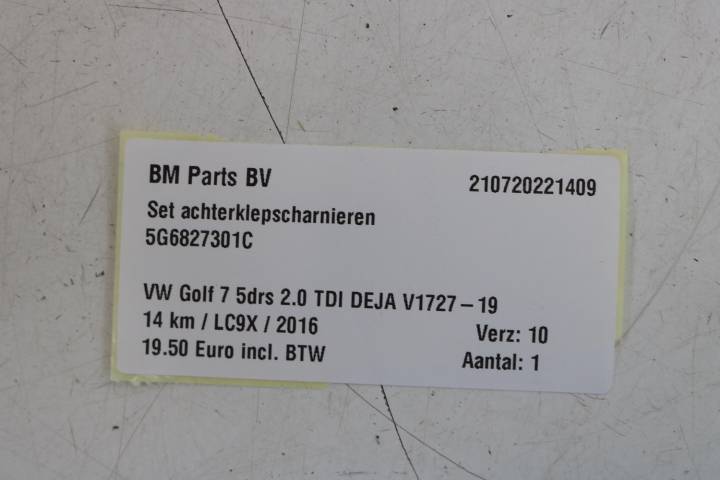 BM Parts BV 210720221409
Set achterklepscharnieren
5G6827301C
VW Golf 7 5drs 2.0 TDI DEJA V1727-19
14 km / LC9X / 2016 Verz: 10
19.50 Euro incl. BTW Aantal: 1